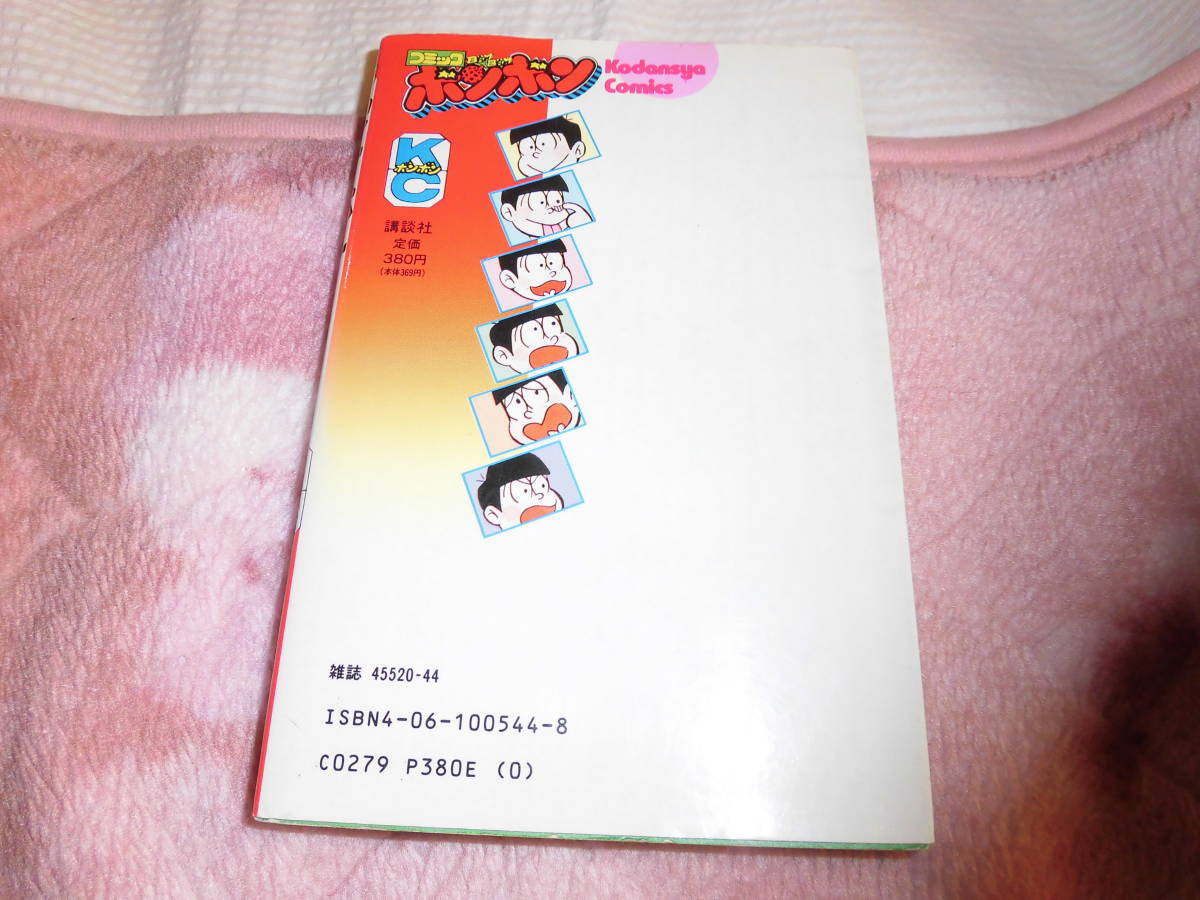 コミック
ボンボン
Kodansya
Comics
K
ボンボン
C
講談社
定価
380円
(本体369円)
雑誌 45520-44
ISBN4-06-100544-8
C0279 P380E (0)